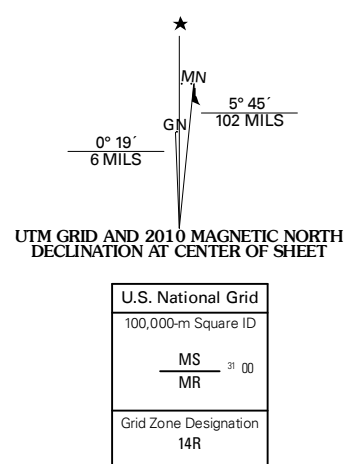 MN
GN
5° 45´
102 MILS
0° 19´
6 MILS
UTM GRID AND 2010 MAGNETIC NORTH
DECLINATION AT CENTER OF SHEET
U.S. National Grid
100,000-m Square ID
MS
31 00
MR
Grid Zone Designation
14R